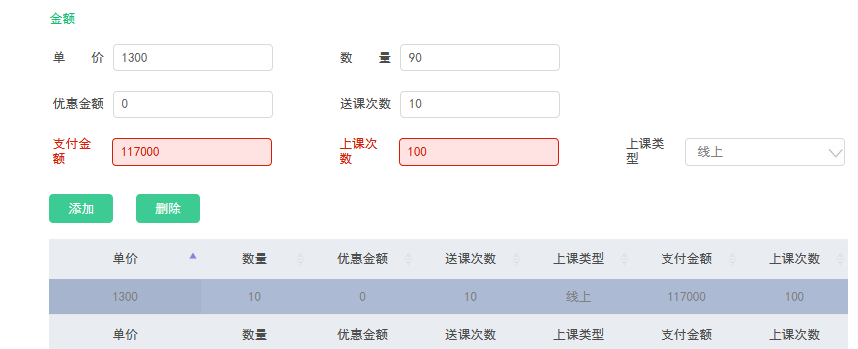 金额
单 价 1300 数 量 90
优惠金额 0 送课次数 10
支付金额 117000 上课次数 100 上课类型 线上
添加 删除
单价 数量 优惠金额 送课次数 上课类型 支付金额 上课次数
1300 10 0 10 线上 117000 100
单价 数量 优惠金额 送课次数 上课类型 支付金额 上课次数